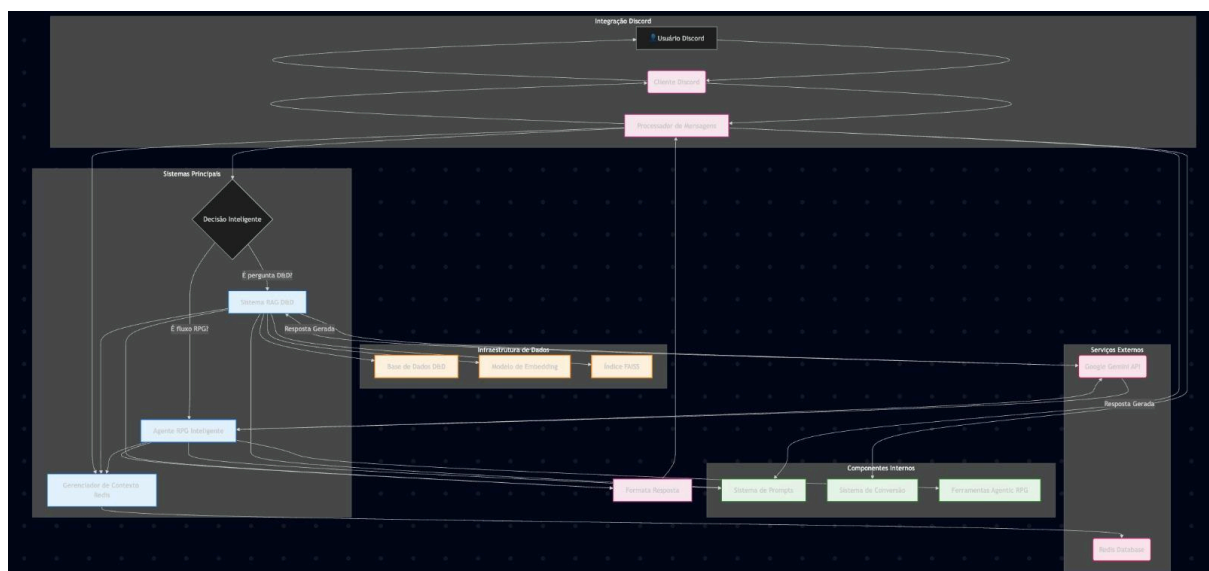 Integração Discord
Usuário Discord
Cliente Discord
Processador de Mensagens
Sistemas Principais
Decisão Inteligente
É pergunta D&D?
Sistema RAG D&D
É fluxo RPG?
Resposta Gerada
Infraestrutura de Dados
Base de Dados D&D
Modelo de Embedding
Índice FAISS
Serviços Externos
Google Gemini API
Resposta Gerada
Agente RPG Inteligente
Componentes Internos
Gerenciador de Contexto
Redis
Formata Resposta
Sistema de Prompts
Sistema de Conversão
Ferramentas Agente RPG
Redis Database